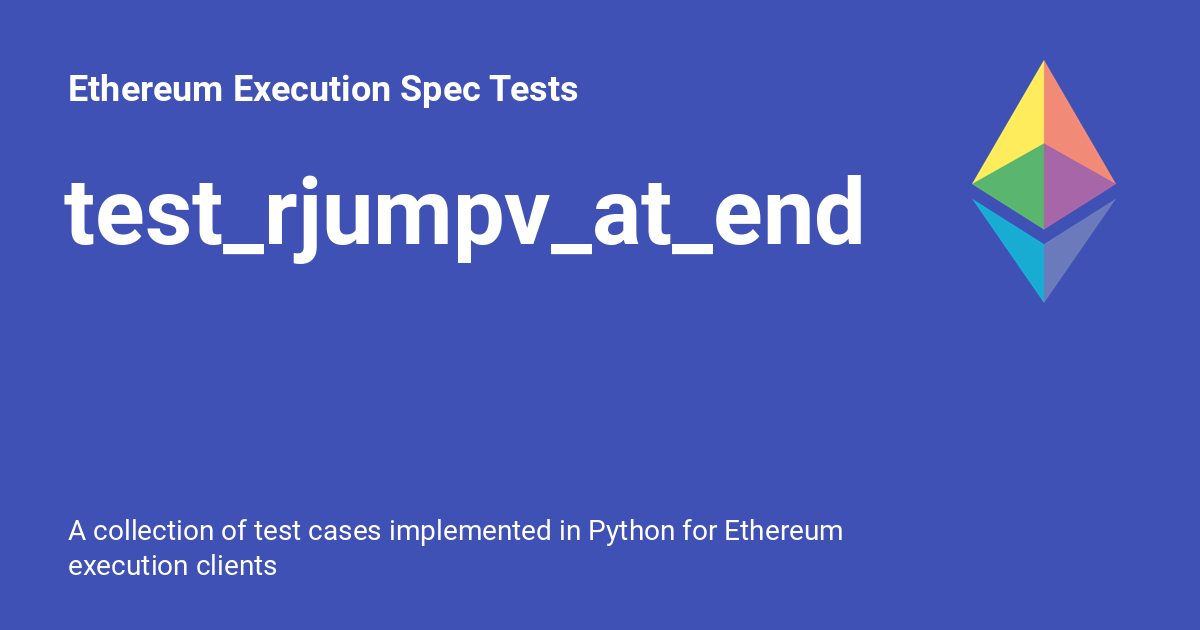 Ethereum Execution Spec Tests
test_rjumpv_at_end
A collection of test cases implemented in Python for Ethereum
execution clients